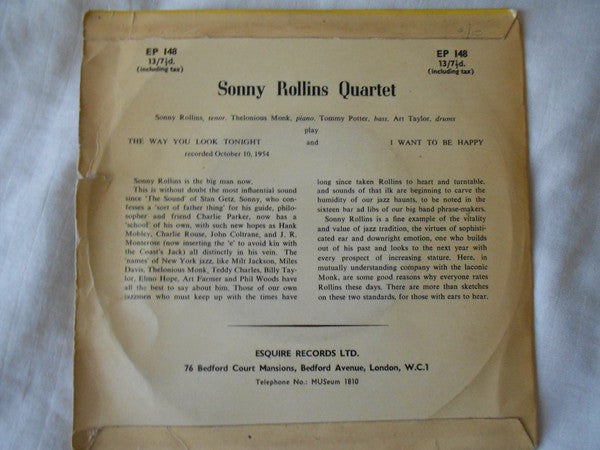 EP 148
13/7½d.
(including tax)
EP 148
13/7½d.
(including tax)
Sonny Rollins Quartet
Sonny Rollins, tenor, Thelonious Monk, piano, Tommy Potter, bass, Art Taylor, drums
play
THE WAY YOU LOOK TONIGHT and I WANT TO BE HAPPY
recorded October 10, 1954
Sonny Rollins is the big man now.
This is without doubt the most influential sound
since 'The Sound' of Stan Getz, Sonny, who con-
fesses a 'sort of father thing' for his guide, philo-
sopher and friend Charlie Parker, now has a
'school' of his own, with such new hopes as Hank
Mobley, Charlie Rouse, John Coltrane, and J. R.
Monterose (now inserting the 'e' to avoid kin with
the Coast's Jack) all distinctly in his vein. The
'names' of New York jazz, like Milt Jackson, Miles
Davis, Thelonious Monk, Teddy Charles, Billy Tay-
lor, Elmo Hope, Art Farmer and Phil Woods have
all the best to say about him. Those of our own
jazzmen who must keep up with the times have
long since taken Rollins to heart and turntable,
and sounds of that ilk are beginning to carve the
humidity of our jazz haunts, to be noted in the
sixteen bar ad libs of our big band phrase-makers.
Sonny Rollins is a fine example of the vitality
and value of jazz tradition, the virtues of sophisti-
cated ear and downright emotion, one who builds
out of his past and looks to the next year with
every prospect of increasing stature. Here, in
mutually understanding company with the laconic
Monk, are some good reasons why everyone rates
Rollins these days. There are more than sketches
on these two standards, for those with ears to hear.
ESQUIRE RECORDS LTD.
76 Bedford Court Mansions, Bedford Avenue, London, W.C.1
Telephone No.: MUSeum 1810